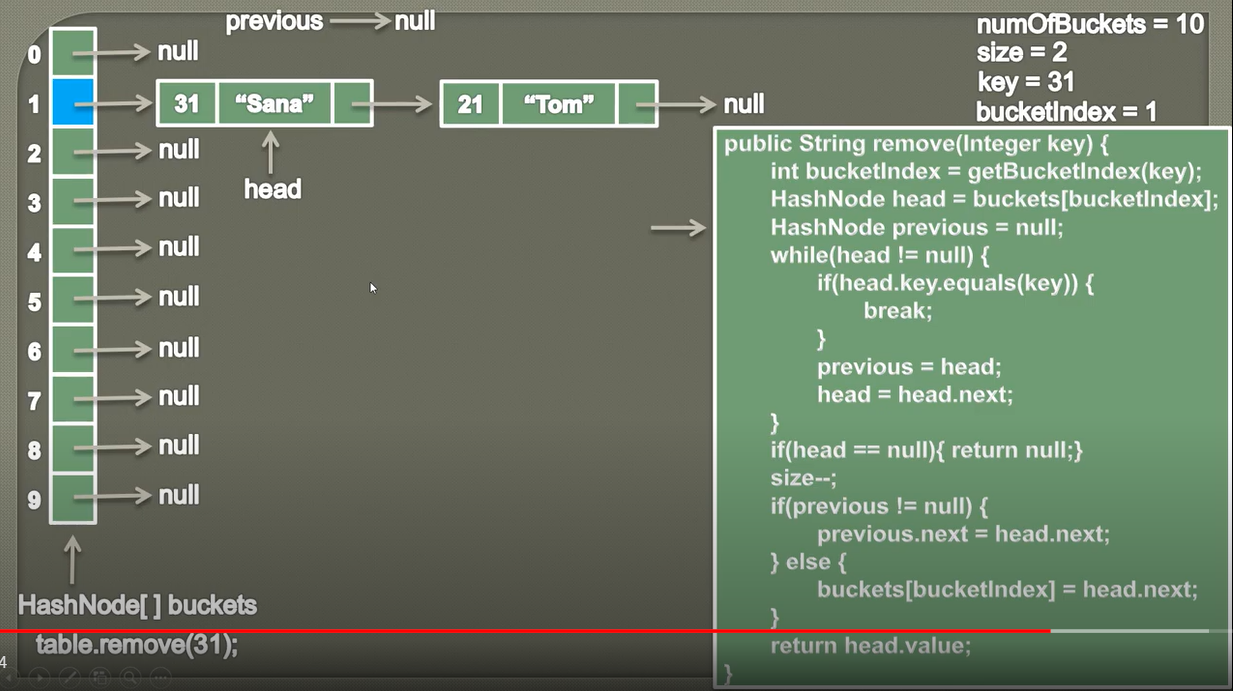 previous null
numOfBuckets = 10
size = 2
key = 31
bucketIndex = 1
0 null
1 31 “Sana” 21 “Tom” null
2 null
head
3 null
4 null
5 null
6 null
7 null
8 null
9 null
HashNode[ ] buckets
table.remove(31);
4
public String remove(Integer key) {
int bucketIndex = getBucketIndex(key);
HashNode head = buckets[bucketIndex];
HashNode previous = null;
while(head != null) {
if(head.key.equals(key)) {
break;
}
previous = head;
head = head.next;
}
if(head == null){ return null;}
size--;
if(previous != null) {
previous.next = head.next;
} else {
buckets[bucketIndex] = head.next;
}
return head.value;
}